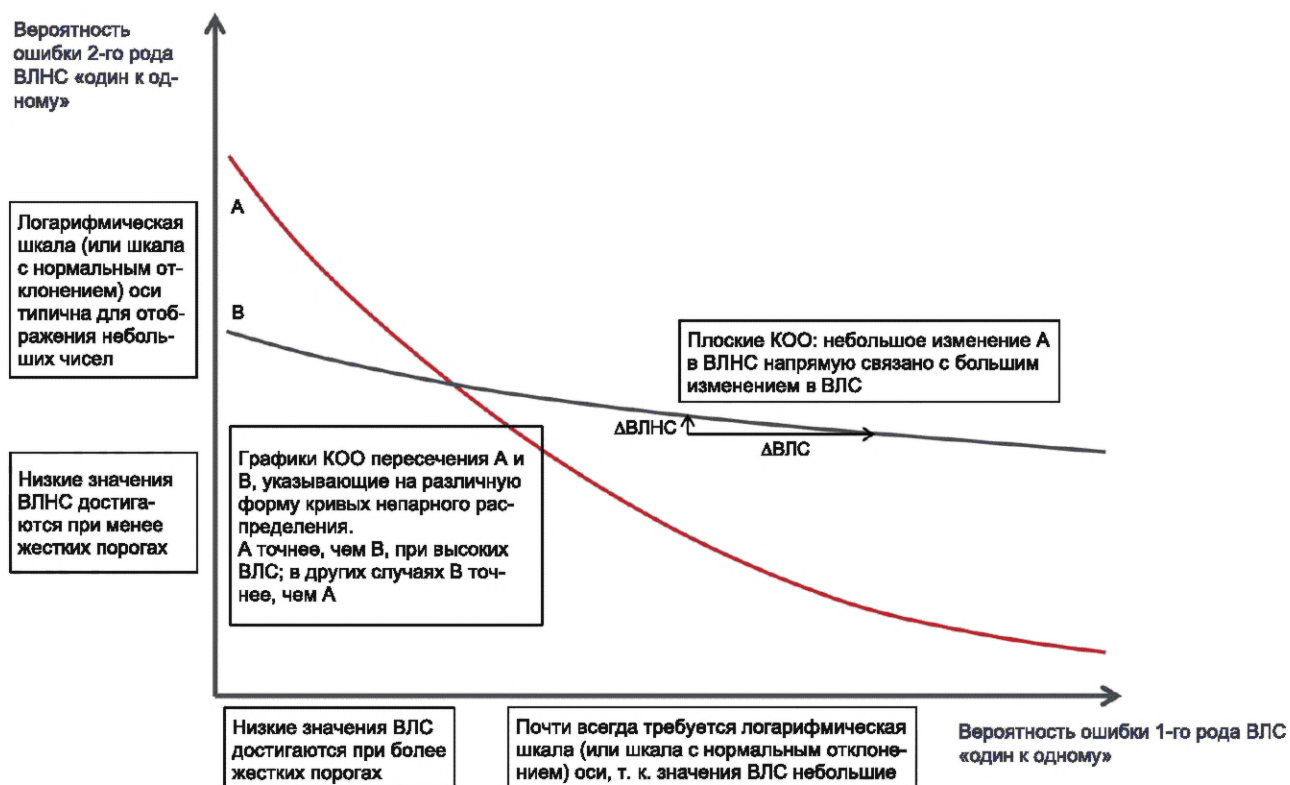 Вероятность
ошибки 2-го рода
ВЛНС «один к од-
ному»
A
Логарифмическая
шкала (или шкала
с нормальным от-
клонением) оси
типична для отоб-
ражения неболь-
ших чисел
B
Плоские КОО: небольшое изменение А
в ВЛНС напрямую связано с большим
изменением в ВЛС
ΔВЛНС
ΔВЛС
Низкие значения
ВЛНС достига-
ются при менее
жестких порогах
Графики КОО пересечения А и
В, указывающие на различную
форму кривых непарного рас-
пределения.
А точнее, чем В, при высоких
ВЛС; в других случаях В точ-
нее, чем А
Низкие значения ВЛС
достигаются при более
жестких порогах
Почти всегда требуется логарифмическая
шкала (или шкала с нормальным отклоне-
нием) оси, т. к. значения ВЛС небольшие
Вероятность ошибки 1-го рода ВЛС
«один к одному»